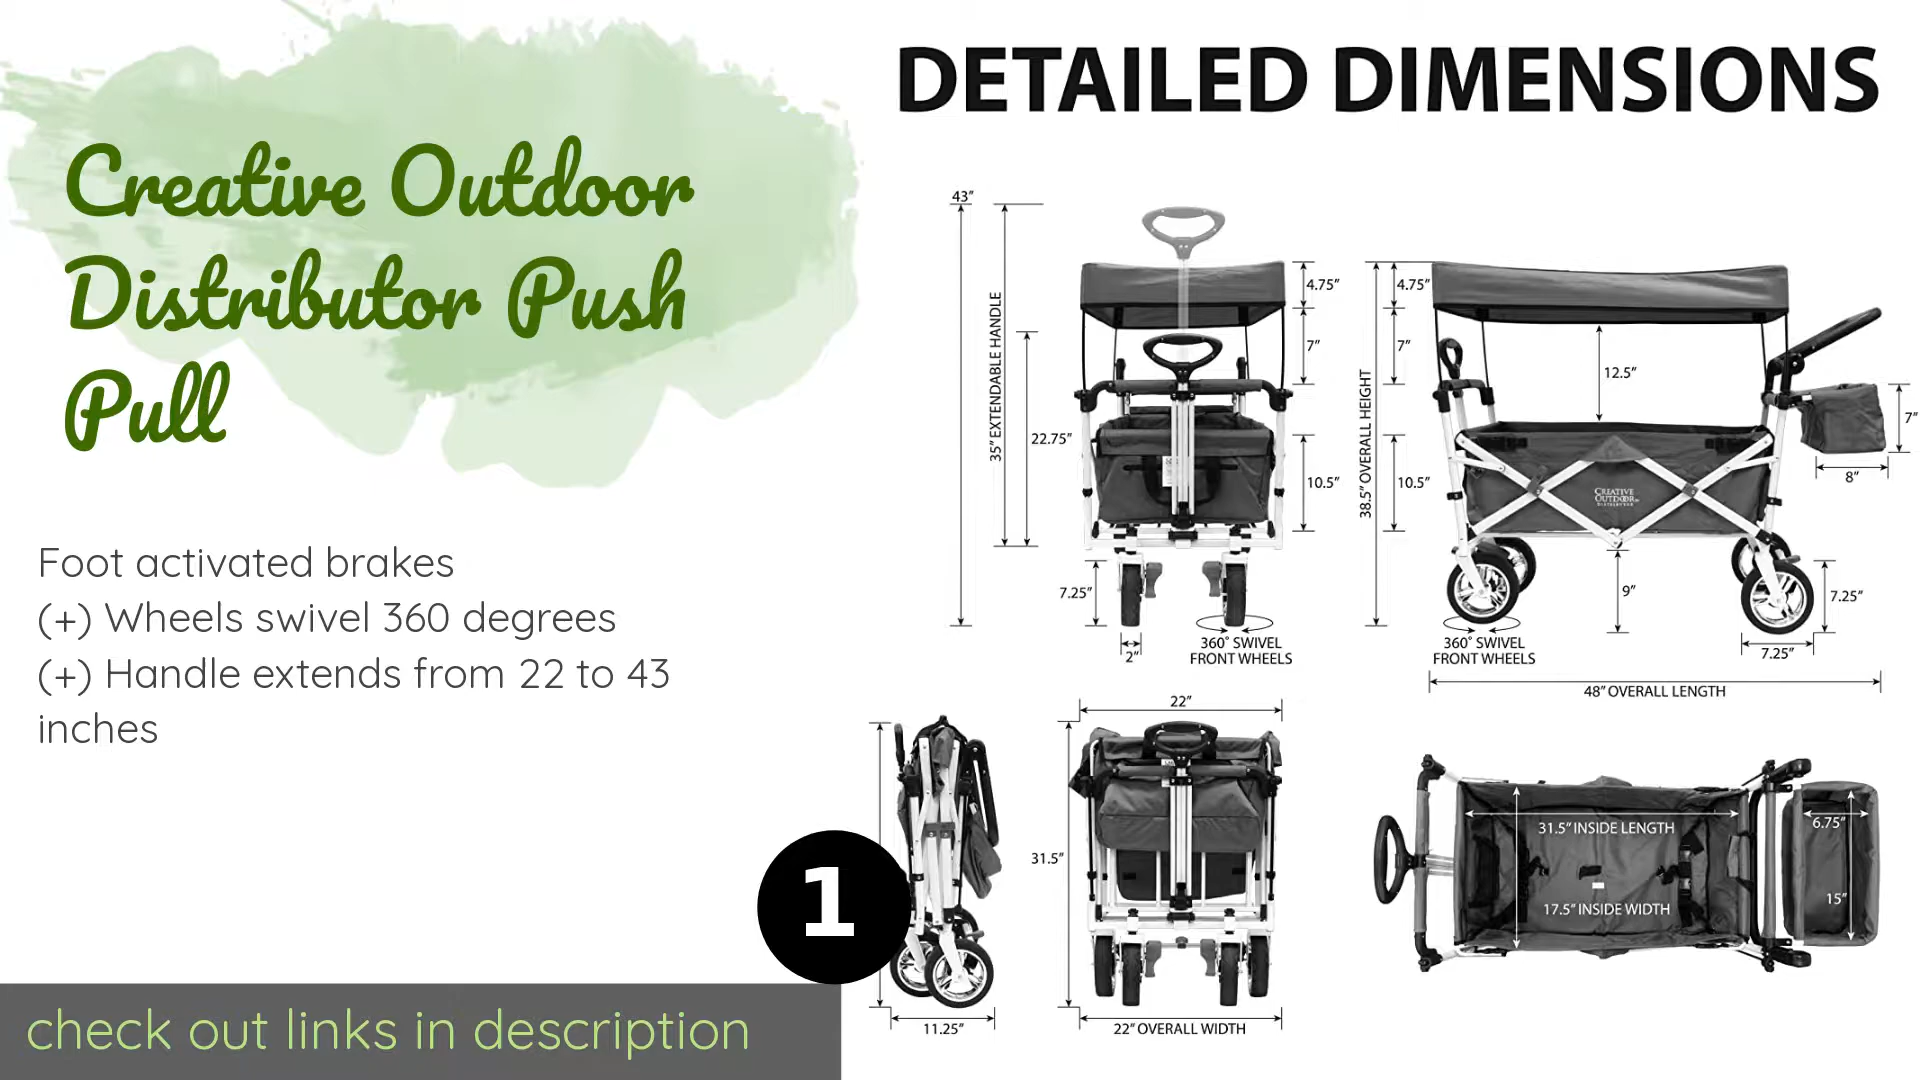 Creative Outdoor
Distributor Push
Pull
Foot activated brakes
(+) Wheels swivel 360 degrees
(+) Handle extends from 22 to 43
inches
1
check out links in description
DETAILED DIMENSIONS
43”
35” EXTENDABLE HANDLE
22.75”
4.75”
7”
10.5”
7.25”
2”
360˚ SWIVEL
FRONT WHEELS
38.5” OVERALL HEIGHT
4.75”
7”
10.5”
12.5”
7”
8”
CREATIVE
OUTDOOR
DISTRIBUTOR
9”
7.25”
7.25”
360˚ SWIVEL
FRONT WHEELS
48” OVERALL LENGTH
11.25”
22”
31.5”
22” OVERALL WIDTH
31.5” INSIDE LENGTH
17.5” INSIDE WIDTH
6.75”
15”